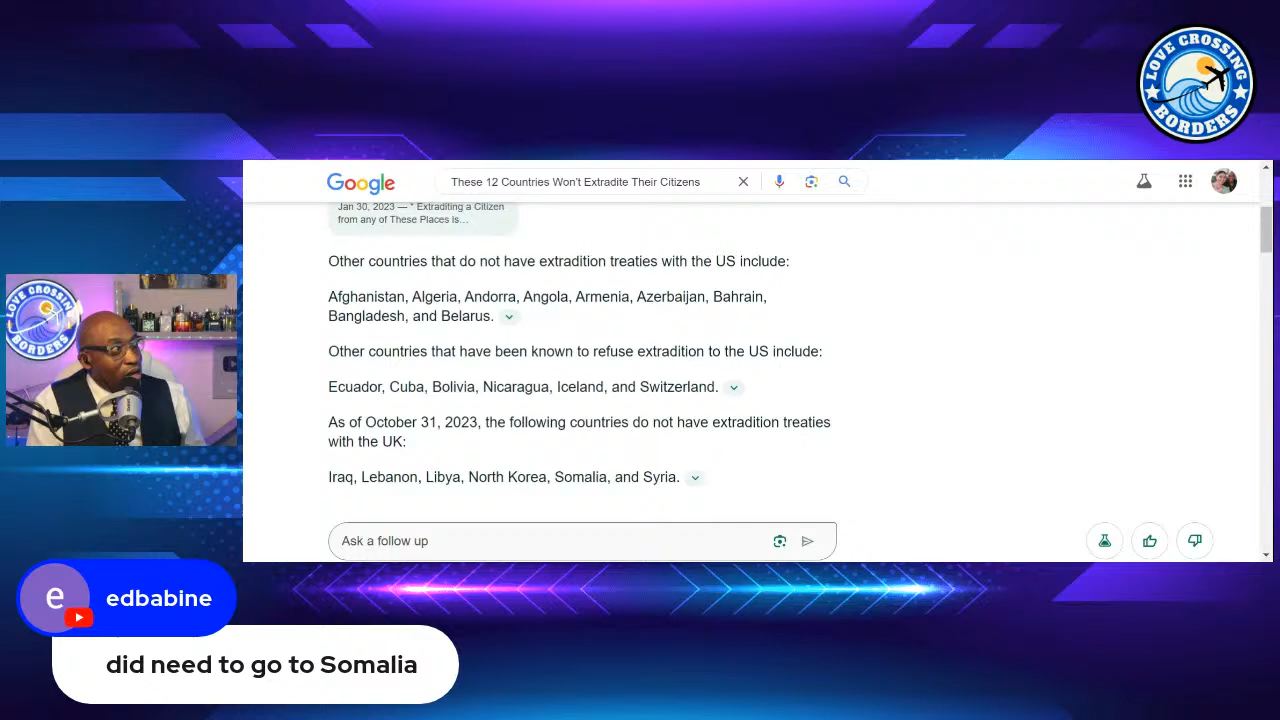 LOVE CROSSING
BORDERS
Google
These 12 Countries Won't Extradite Their Citizens
Jan 30, 2023 — " Extraditing a Citizen
from any of These Places is...
Other countries that do not have extradition treaties with the US include:
Afghanistan, Algeria, Andorra, Angola, Armenia, Azerbaijan, Bahrain,
Bangladesh, and Belarus.
Other countries that have been known to refuse extradition to the US include:
Ecuador, Cuba, Bolivia, Nicaragua, Iceland, and Switzerland.
As of October 31, 2023, the following countries do not have extradition treaties
with the UK:
Iraq, Lebanon, Libya, North Korea, Somalia, and Syria.
Ask a follow up
LOVE CROSSING
BORDERS
e
edbabine
did need to go to Somalia